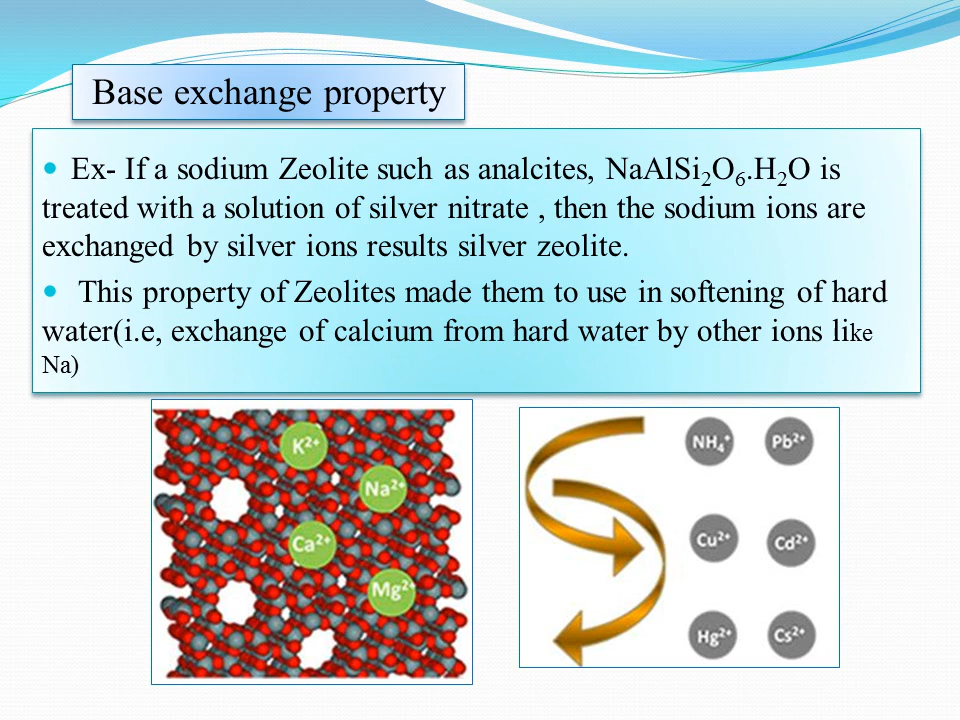 Base exchange property
Ex- If a sodium Zeolite such as analcites, NaAlSi₂O₆.H₂O is
treated with a solution of silver nitrate , then the sodium ions are
exchanged by silver ions results silver zeolite.
This property of Zeolites made them to use in softening of hard
water(i.e, exchange of calcium from hard water by other ions like
Na)
K²⁺
Na²⁺
Ca²⁺
Mg²⁺
NH₄⁺ Pb²⁺
Cu²⁺ Cd²⁺
Hg²⁺ Cs²⁺